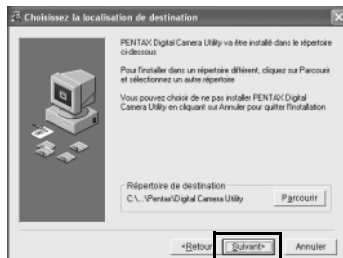 Choisissez la localisation de destination
PENTAX Digital Camera Utility va être installé dans le répertoire
ci-dessous
Pour l'installer dans un répertoire différent, cliquez sur Parcourir
et sélectionnez un autre répertoire
Vous pouvez choisir de ne pas installer PENTAX Digital
Camera Utility en cliquant sur Annuler pour quitter l'installation
Répertoire de destination
C:\...\Pentax\Digital Camera Utility
Parcourir
<Retour
Suivant>
Annuler